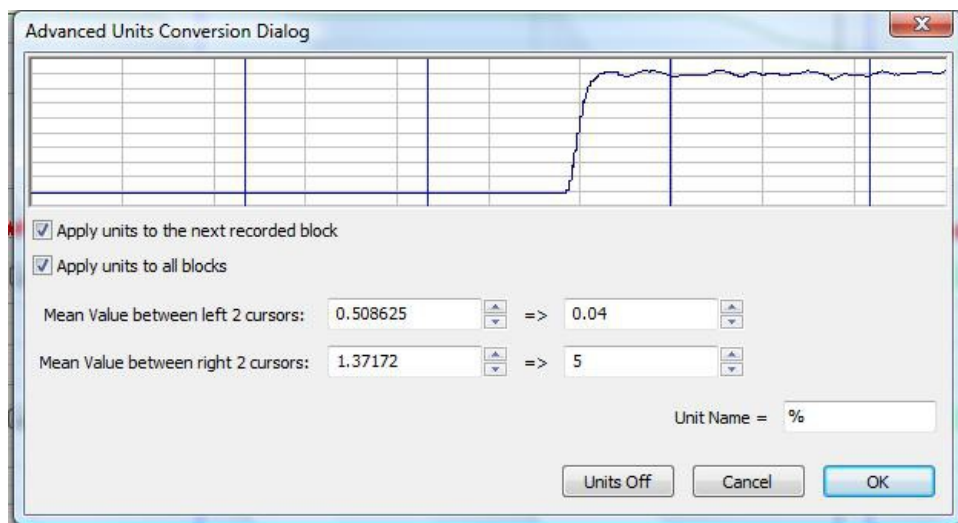 Advanced Units Conversion Dialog
Apply units to the next recorded block
Apply units to all blocks
Mean Value between left 2 cursors: 0.508625 => 0.04
Mean Value between right 2 cursors: 1.37172 => 5
Unit Name = %
Units Off Cancel OK